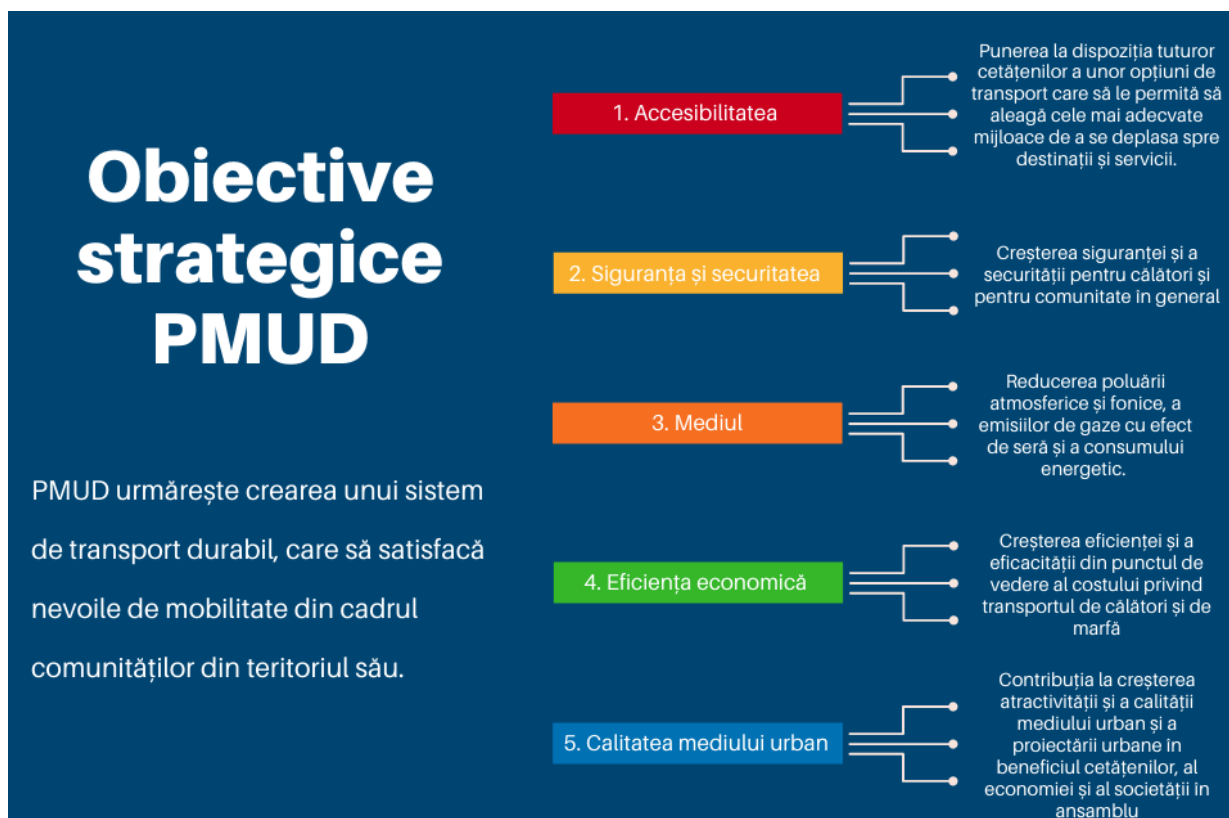 Obiective
strategice
PMUD
PMUD urmărește crearea unui sistem
de transport durabil, care să satisfacă
nevoile de mobilitate din cadrul
comunităților din teritoriul său.
1. Accesibilitatea
Punerea la dispoziția tuturor
cetățenilor a unor opțiuni de
transport care să le permită să
aleagă cele mai adecvate
mijloace de a se deplasa spre
destinații și servicii.
2. Siguranța și securitatea
Creșterea siguranței și a
securității pentru călători și
pentru comunitate în general
3. Mediul
Reducerea poluării
atmosferice și fonice, a
emisiilor de gaze cu efect
de seră și a consumului
energetic.
4. Eficiența economică
Creșterea eficienței și a
eficacității din punctul de
vedere al costului privind
transportul de călători și de
marfă
5. Calitatea mediului urban
Contribuția la creșterea
atractivității și a calității
mediului urban și a
proiectării urbane în
beneficiul cetățenilor, al
economiei și al societății în
ansamblu